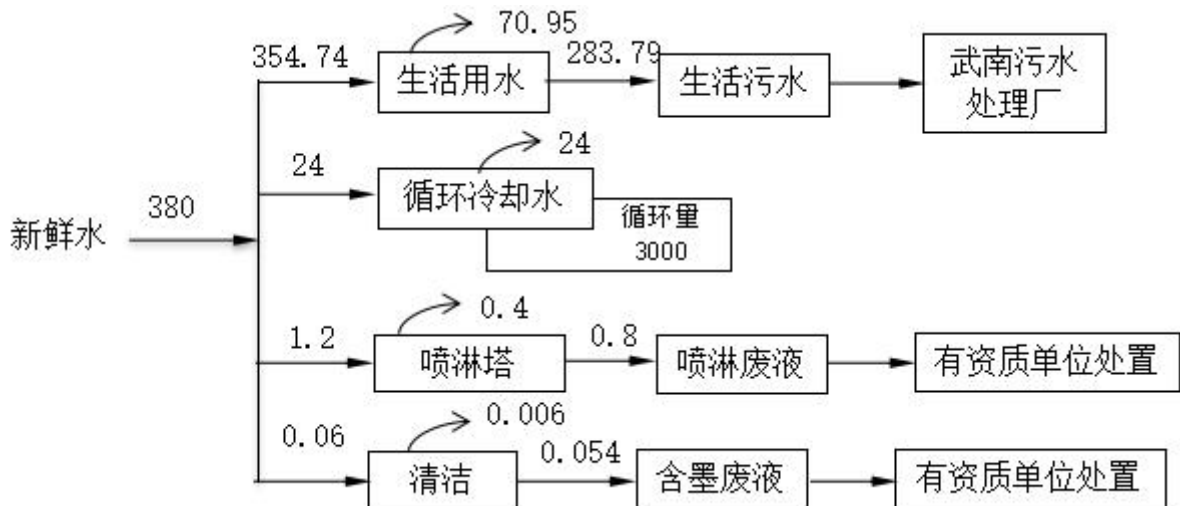 70.95
354.74
283.79
生活用水
生活污水
武南污水
处理厂
24
24
循环冷却水
循环量
3000
新鲜水
380
0.4
1.2
0.8
喷淋塔
喷淋废液
有资质单位处置
0.006
0.06
0.054
清洁
含墨废液
有资质单位处置